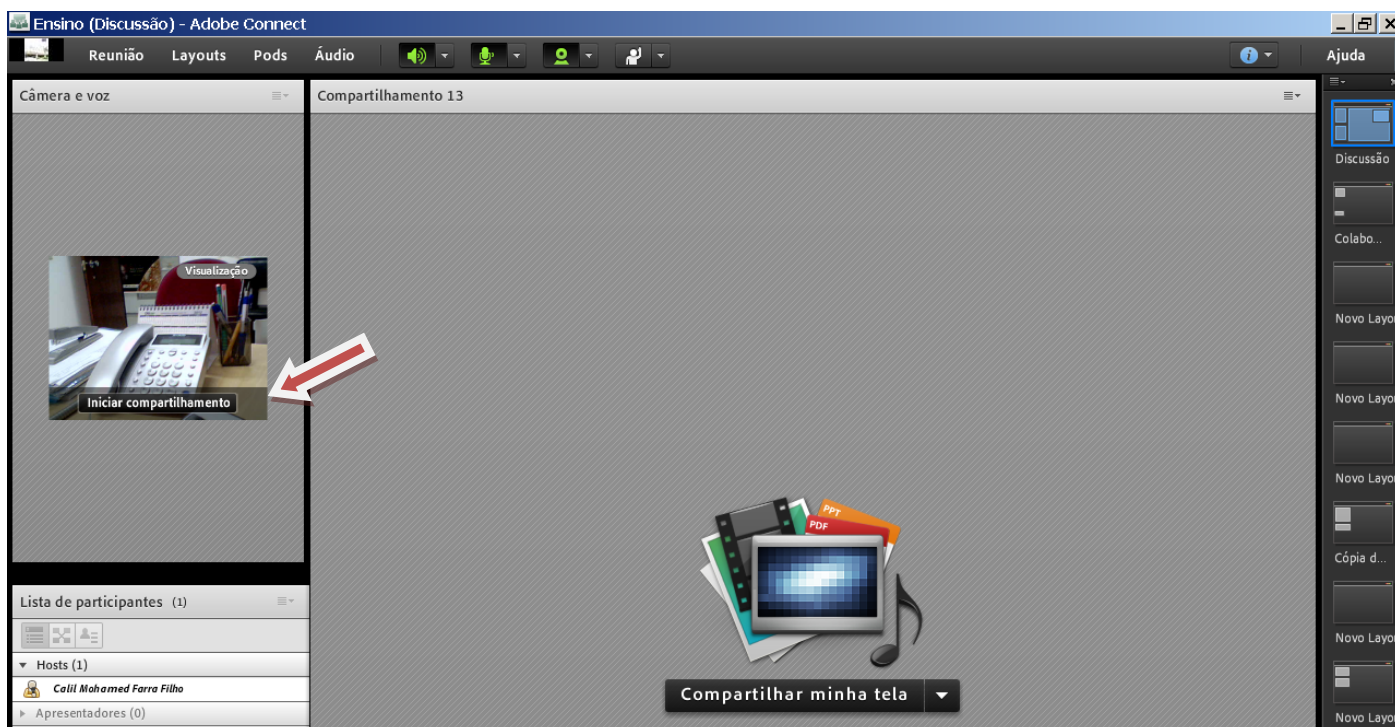 Ensino (Discussão) - Adobe Connect
Reunião Layouts Pods Áudio Ajuda
Câmera e voz
Compartilhamento 13
Visualização
Iniciar compartilhamento
PPT
PDF
Compartilhar minha tela
Lista de participantes (1)
Hosts (1)
Calil Mohamed Farra Filho
Apresentadores (0)
Discussão
Colabo...
Novo Layo
Novo Layo
Novo Layo
Cópia d...
Novo Layo
Novo Layo